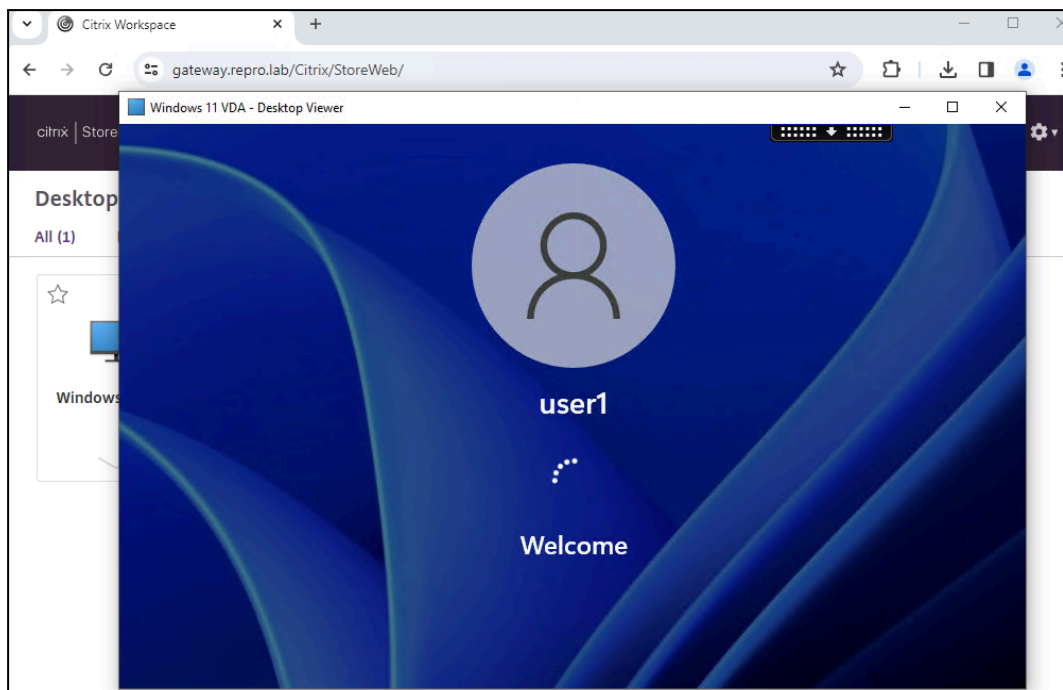 Citrix Workspace
gateway.repro.lab/Citrix/StoreWeb/
Windows 11 VDA - Desktop Viewer
citrix | Store
Desktop
All (1)
Windows
user1
Welcome